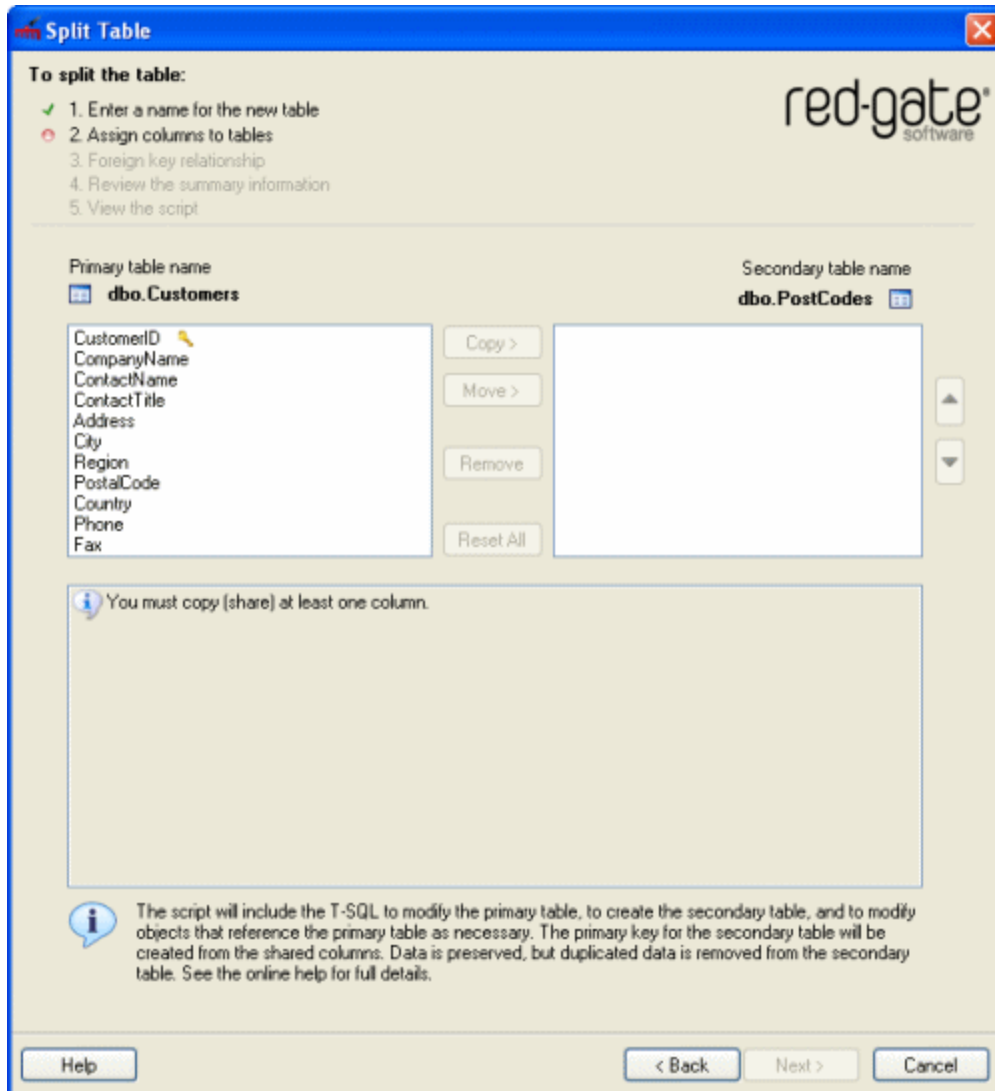 Split Table
To split the table:
1. Enter a name for the new table
2. Assign columns to tables
3. Foreign key relationship
4. Review the summary information
5. View the script
red-gate
software
Primary table name
dbo.Customers
Secondary table name
dbo.PostCodes
CustomerID
CompanyName
ContactName
ContactTitle
Address
City
Region
PostalCode
Country
Phone
Fax
Copy >
Move >
Remove
Reset All
You must copy (share) at least one column.
The script will include the T-SQL to modify the primary table, to create the secondary table, and to modify
objects that reference the primary table as necessary. The primary key for the secondary table will be
created from the shared columns. Data is preserved, but duplicated data is removed from the secondary
table. See the online help for full details.
Help
< Back
Next >
Cancel